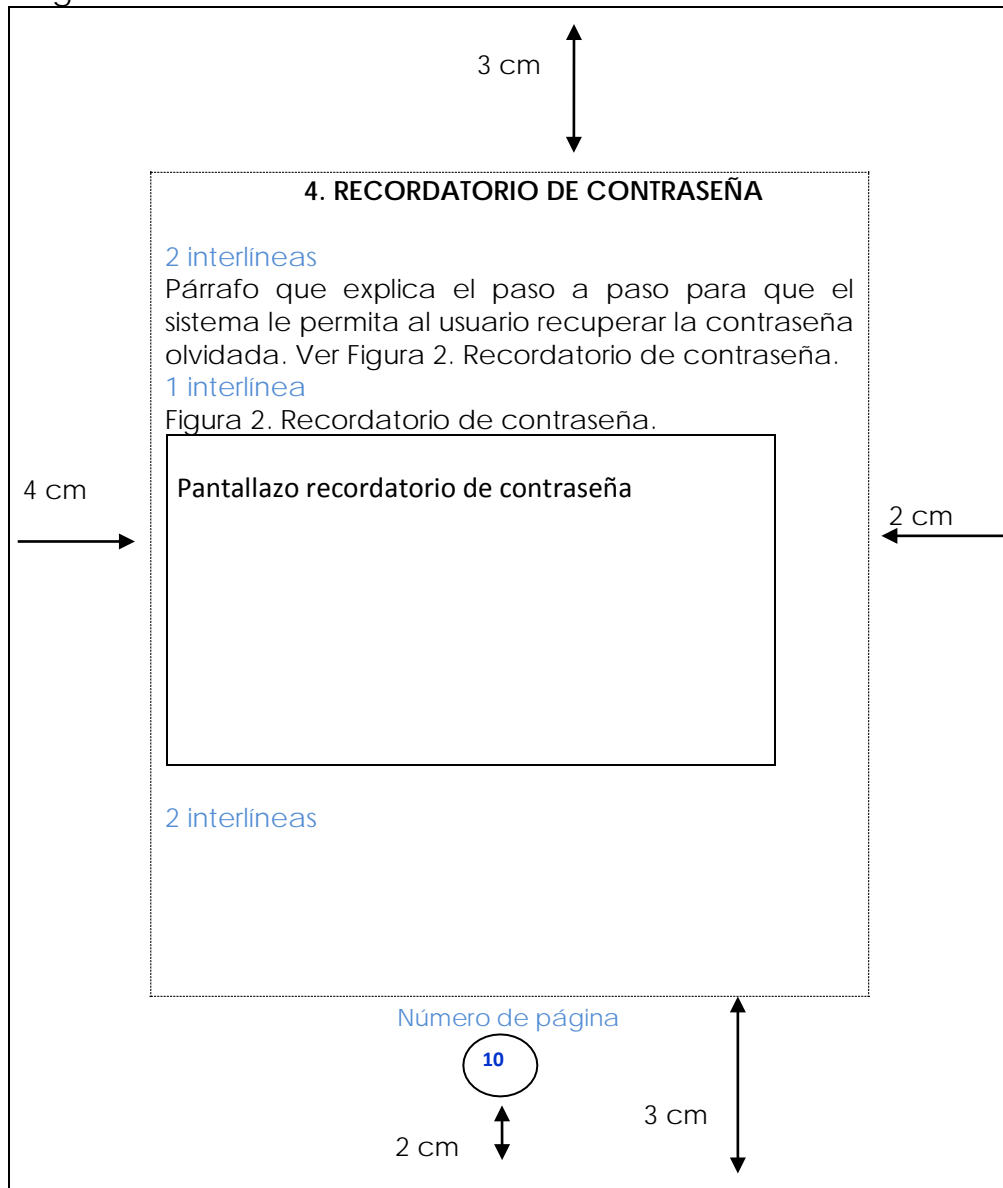 3 cm
4. RECORDATORIO DE CONTRASEÑA
2 interlíneas
Párrafo que explica el paso a paso para que el
sistema le permita al usuario recuperar la contraseña
olvidada. Ver Figura 2. Recordatorio de contraseña.
1 interlínea
Figura 2. Recordatorio de contraseña.
Pantallazo recordatorio de contraseña
4 cm
2 cm
2 interlíneas
Número de página
10
3 cm
2 cm